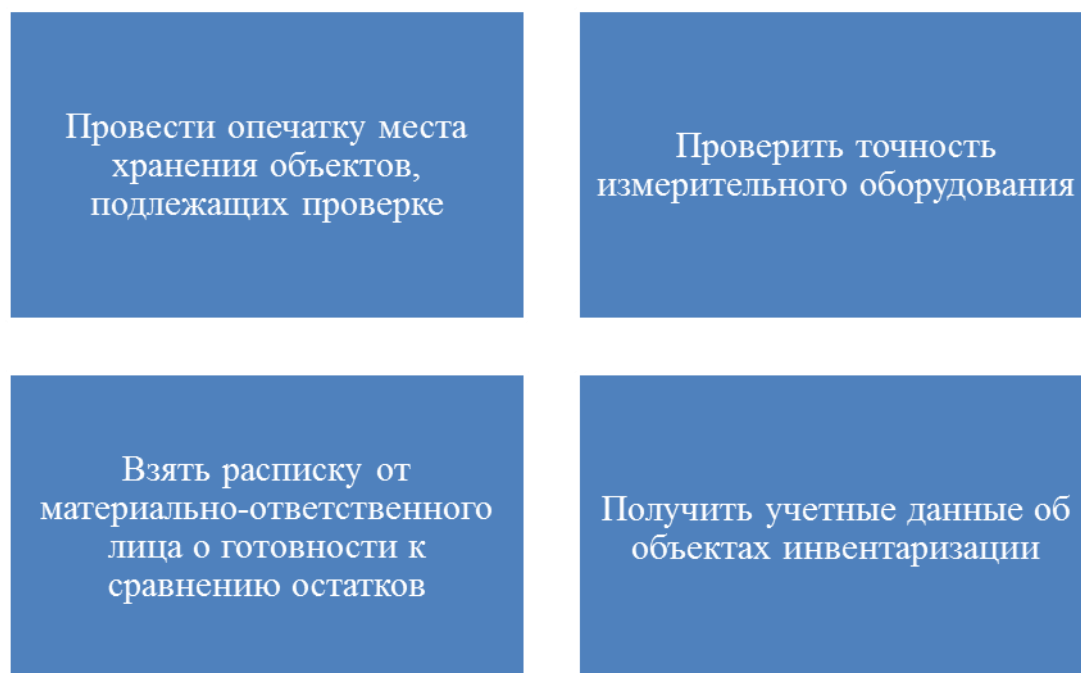 Провести опечатку места
хранения объектов,
подлежащих проверке
Проверить точность
измерительного оборудования
Взять расписку от
материально-ответственного
лица о готовности к
сравнению остатков
Получить учетные данные об
объектах инвентаризации